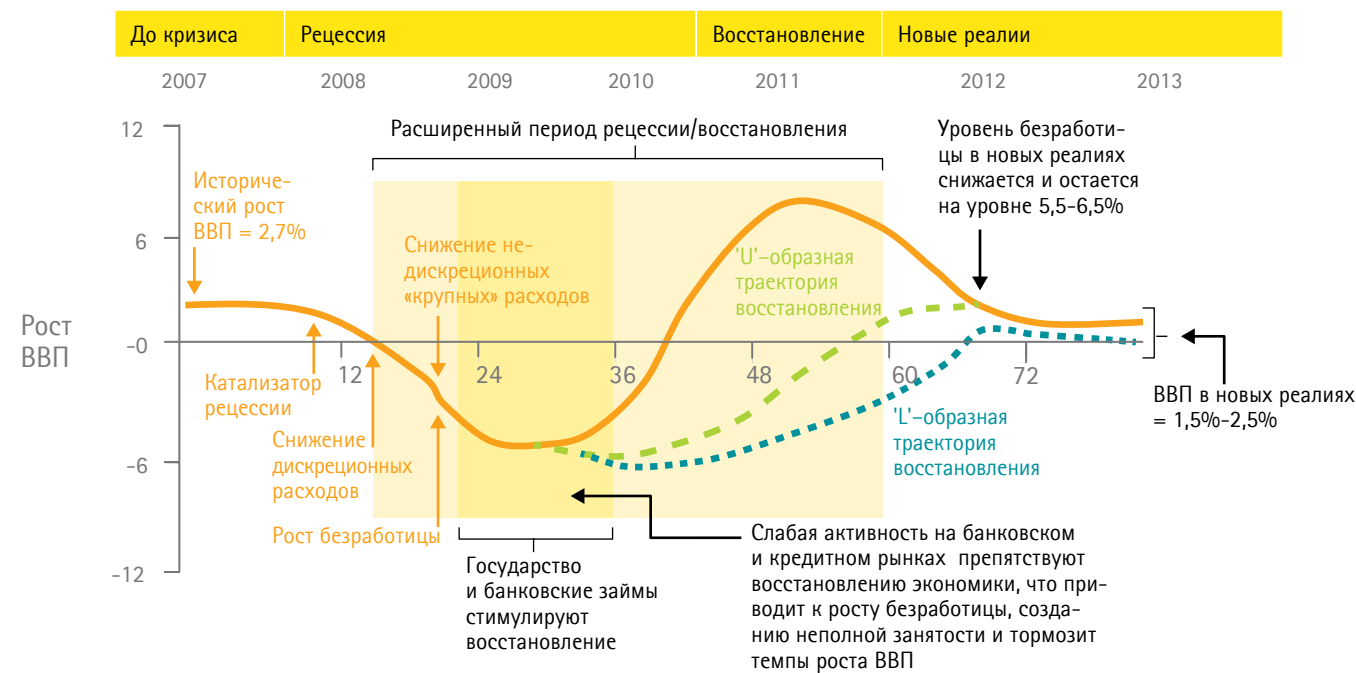 До кризиса
Рецессия
Восстановление
Новые реалии
2007
2008
2009
2010
2011
2012
2013
Расширенный период рецессии/восстановления
Уровень безработи-
цы в новых реалиях
снижается и остается
на уровне 5,5-6,5%
12
6
-0
-6
-12
Рост
ВВП
Историче-
ский рост
ВВП = 2,7%
Снижение не-
дискреционных
«крупных» расходов
'U'-образная
траектория
восстановления
12
24
36
48
60
72
Катализатор
рецессии
Снижение
дискреционных
расходов
Рост безработицы
'L'-образная
траектория
восстановления
ВВП в новых реалиях
= 1,5%-2,5%
Государство
и банковские займы
стимулируют
восстановление
Слабая активность на банковском
и кредитном рынках препятствуют
восстановлению экономики, что при-
водит к росту безработицы, созда-
нию неполной занятости и тормозит
темпы роста ВВП